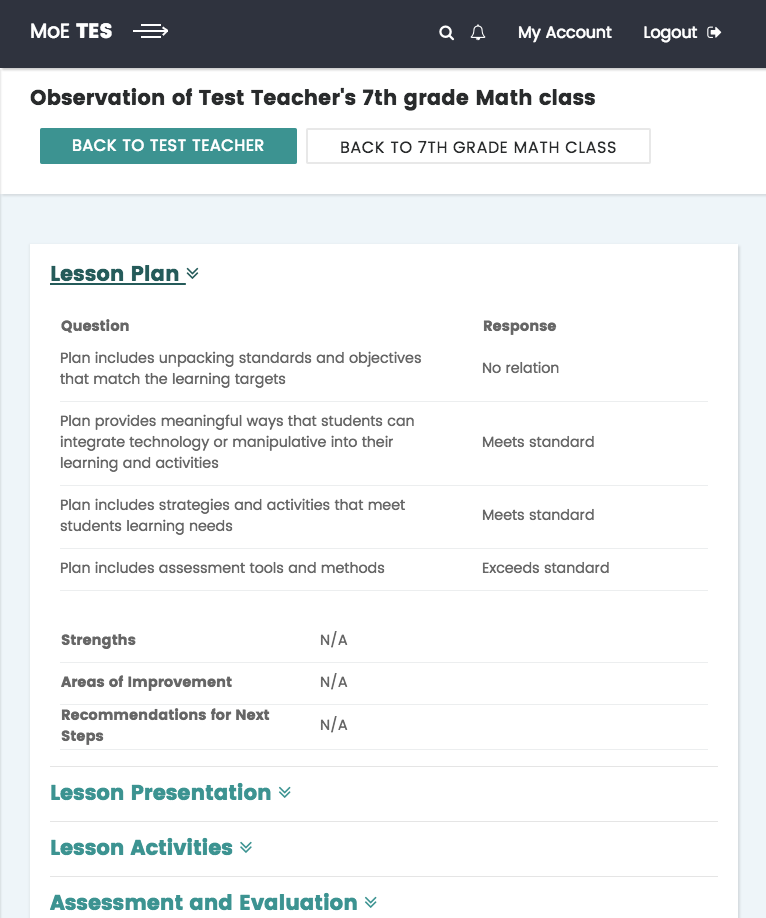 MoE TES
My Account
Logout
Observation of Test Teacher's 7th grade Math class
BACK TO TEST TEACHER
BACK TO 7TH GRADE MATH CLASS
Lesson Plan
Question
Response
Plan includes unpacking standards and objectives
that match the learning targets
No relation
Plan provides meaningful ways that students can
integrate technology or manipulative into their
learning and activities
Meets standard
Plan includes strategies and activities that meet
students learning needs
Meets standard
Plan includes assessment tools and methods
Exceeds standard
Strengths
N/A
Areas of Improvement
N/A
Recommendations for Next
Steps
N/A
Lesson Presentation
Lesson Activities
Assessment and Evaluation